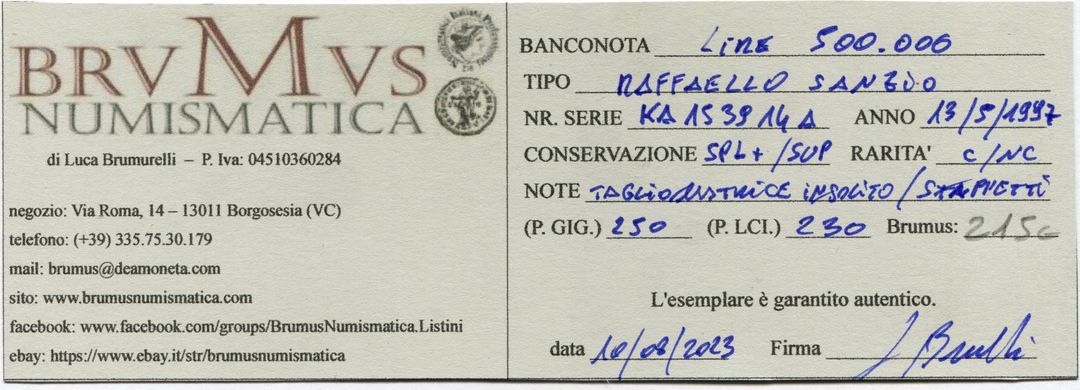 BRUMUS
NUMISMATICA
di Luca Brumurelli – P. Iva: 04510360284
negozio: Via Roma, 14 – 13011 Borgosesia (VC)
telefono: (+39) 335.75.30.179
mail: brumus@deamoneta.com
sito: www.brumusnumismatica.com
facebook: www.facebook.com/groups/BrumusNumismatica.Listini
ebay: https://www.ebay.it/str/brumusnumismatica
BANCONOTA LIRE 500.000
TIPO RAFFAELLO SANZIO
NR. SERIE KA 153914 A ANNO 13/5/1997
CONSERVAZIONE SPL+/SUP RARITA' C/NC
NOTE INSOLITO
(P. GIG.) 250 (P. LCI.) 230 Brumus: 215€
L'esemplare è garantito autentico.
data 10/08/2023 Firma